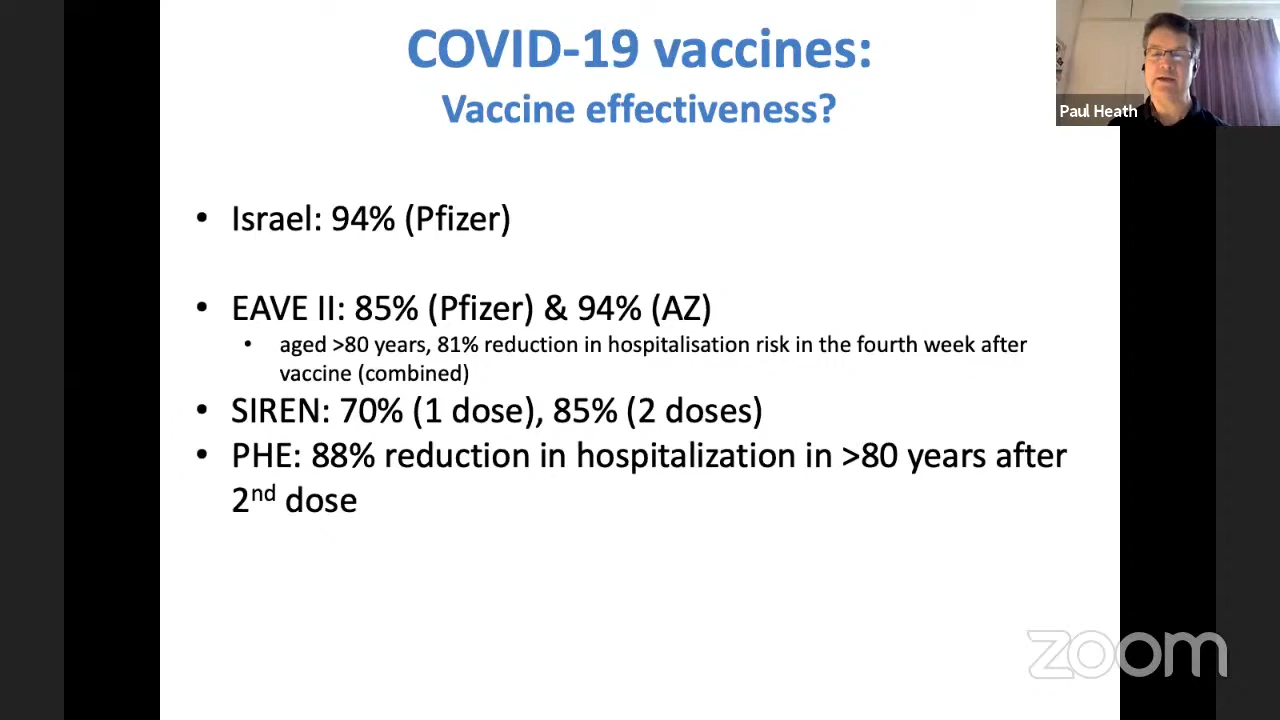 COVID-19 vaccines:
Vaccine effectiveness?
Paul Heath
• Israel: 94% (Pfizer)
• EAVE II: 85% (Pfizer) & 94% (AZ)
• aged >80 years, 81% reduction in hospitalisation risk in the fourth week after
vaccine (combined)
• SIREN: 70% (1 dose), 85% (2 doses)
• PHE: 88% reduction in hospitalization in >80 years after
2nd dose
zoom